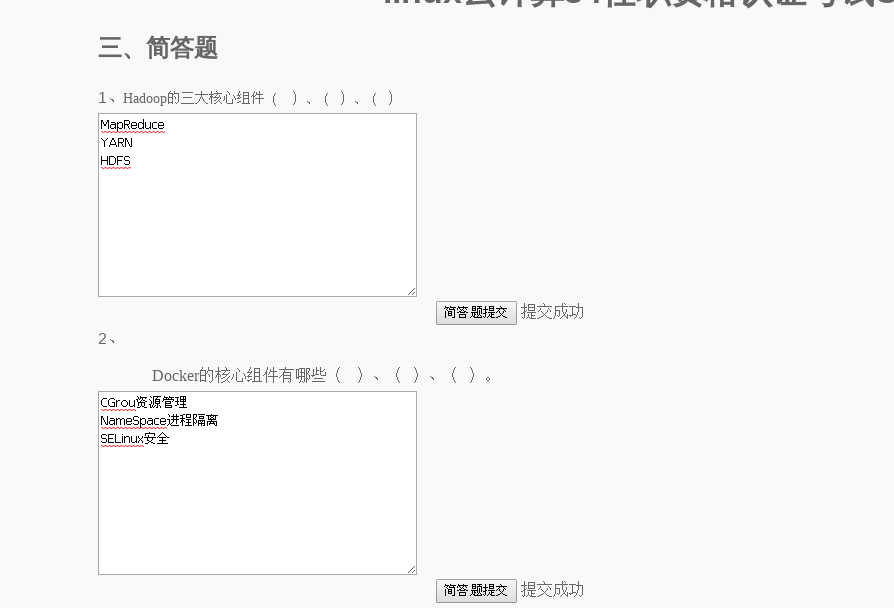 三、简答题
1、Hadoop的三大核心组件（ ）、（ ）、（ ）
MapReduce
YARN
HDFS
简答题提交 提交成功
2、
Docker的核心组件有哪些（ ）、（ ）、（ ）。
CGrou资源管理
NameSpace进程隔离
SELinux安全
简答题提交 提交成功